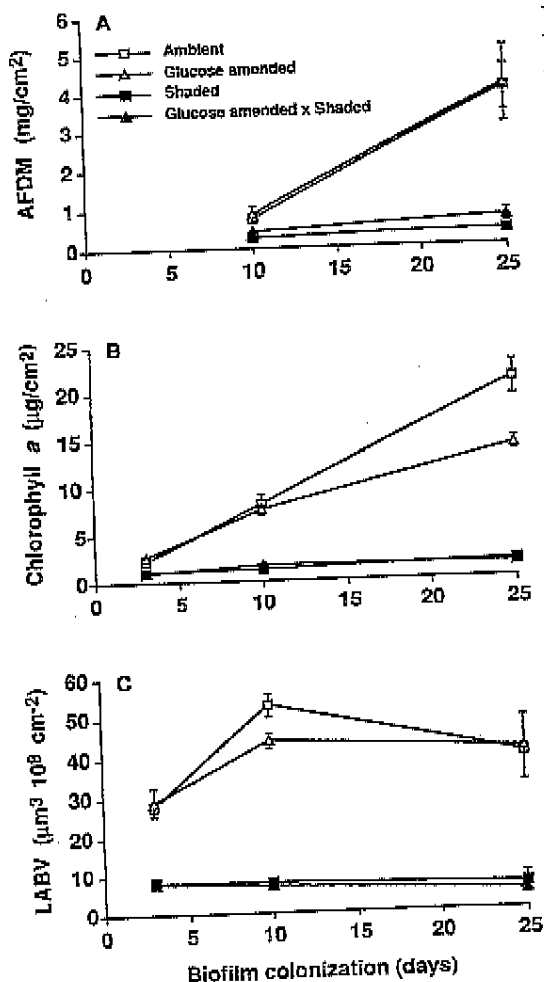 A
Ambient
Glucose amended
Shaded
Glucose amended x Shaded
AFDM (mg/cm2)
6
5
4
3
2
1
0
0 5 10 15 20 25
B
Chlorophyll a (μg/cm2)
25
20
15
10
5
0
0 5 10 15 20 25
C
LABV (μm3 108 cm-2)
60
50
40
30
20
10
0
0 5 10 15 20 25
Biofilm colonization (days)